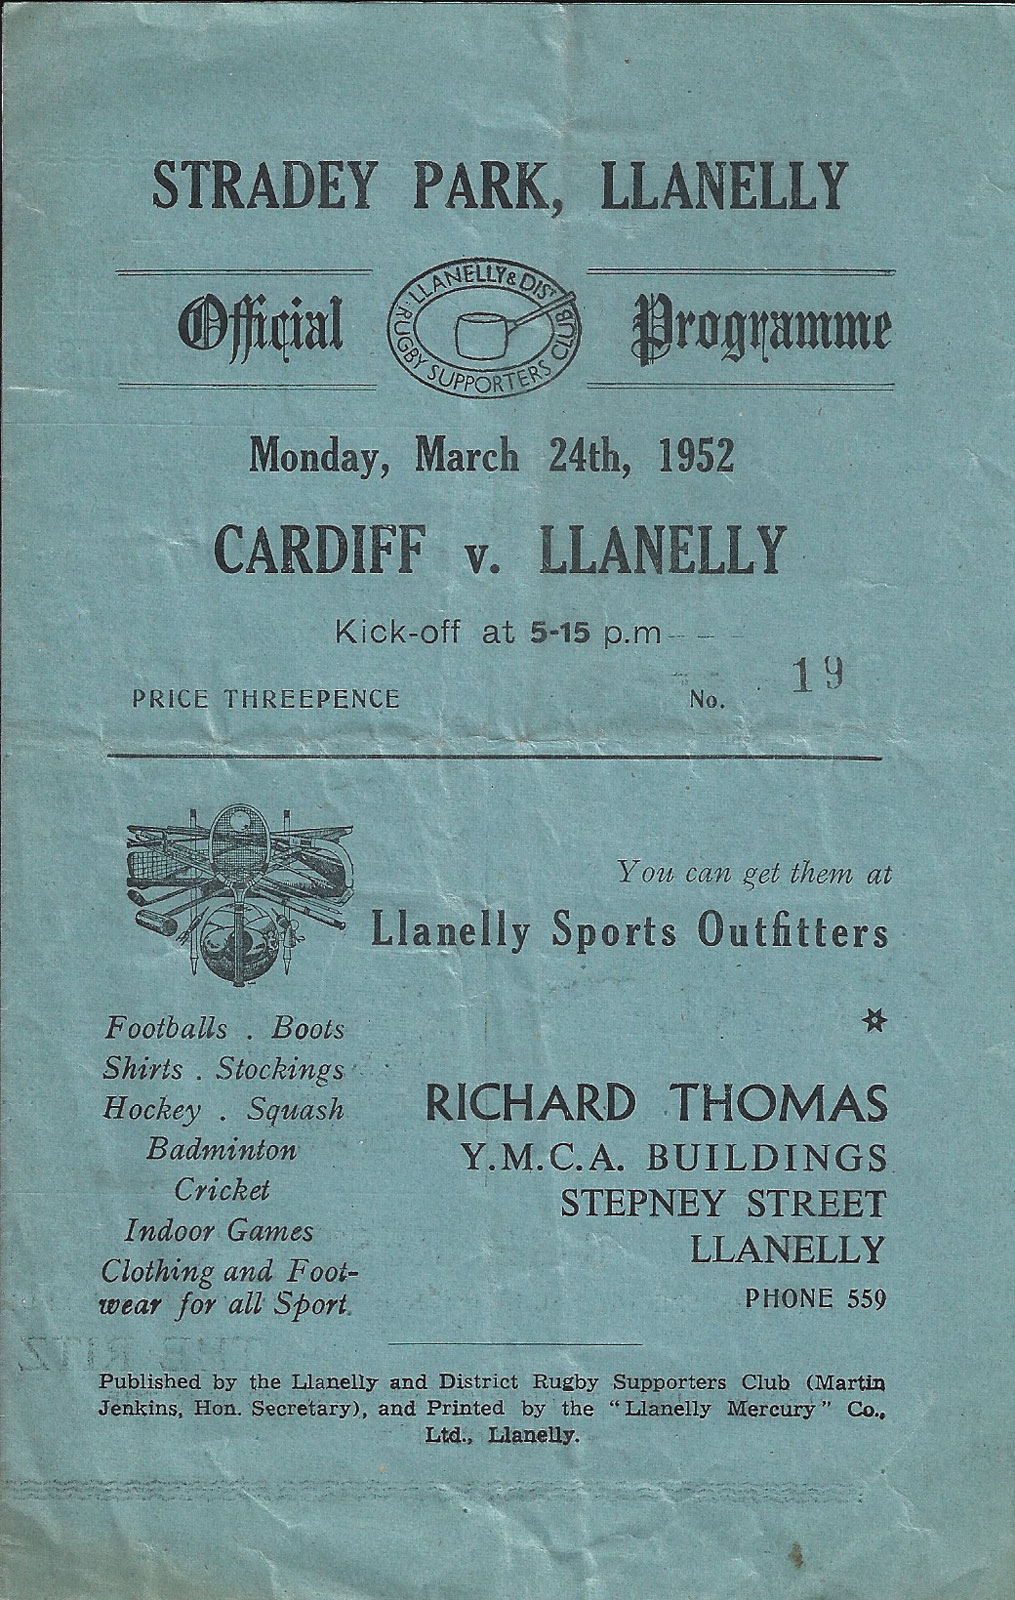 STRADEY PARK, LLANELLY
Official
LLANELLY & DIST
RUGBY SUPPORTERS CLUB
Programme
Monday, March 24th, 1952
CARDIFF v. LLANELLY
Kick-off at 5-15 p.m
PRICE THREEPENCE
No. 19
You can get them at
Llanelly Sports Outfitters
Footballs . Boots
Shirts . Stockings
Hockey . Squash
Badminton
Cricket
Indoor Games
Clothing and Foot-
wear for all Sport.
RICHARD THOMAS
Y.M.C.A. BUILDINGS
STEPNEY STREET
LLANELLY
PHONE 559
THE RITZ
Published by the Llanelly and District Rugby Supporters Club (Martin
Jenkins, Hon. Secretary), and Printed by the "Llanelly Mercury" Co.,
Ltd., Llanelly.